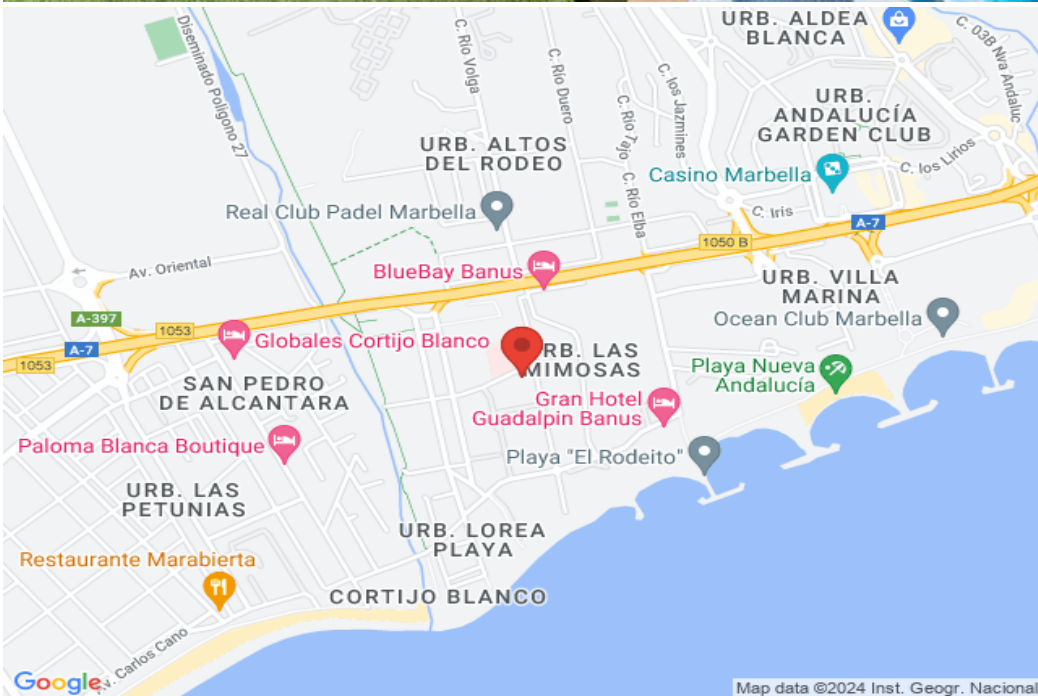 URB. ALDEA
BLANCA
C. 03B Nva Andaluc
Diseminado Polígono 27
C. Río Volga
C. Río Duero
C. Río Tajo
C. los Jazmines
URB.
ANDALUCÍA
GARDEN CLUB
URB. ALTOS
DEL RODEO
C. los Lirios
Casino Marbella
C. Río Elba
Real Club Padel Marbella
C. Iris
A-7
1050 B
Av. Oriental
BlueBay Banus
URB. VILLA
MARINA
A-397
1053
Ocean Club Marbella
Globales Cortijo Blanco
A-7
1053
URB. LAS
MIMOSAS
Playa Nueva
Andalucía
SAN PEDRO
DE ALCANTARA
Gran Hotel
Guadalpin Banus
Paloma Blanca Boutique
Playa "El Rodeito"
URB. LAS
PETUNIAS
URB. LOREA
PLAYA
Restaurante Marabierta
CORTIJO BLANCO
Av. Carlos Cano
Google
Map data ©2024 Inst. Geogr. Nacional